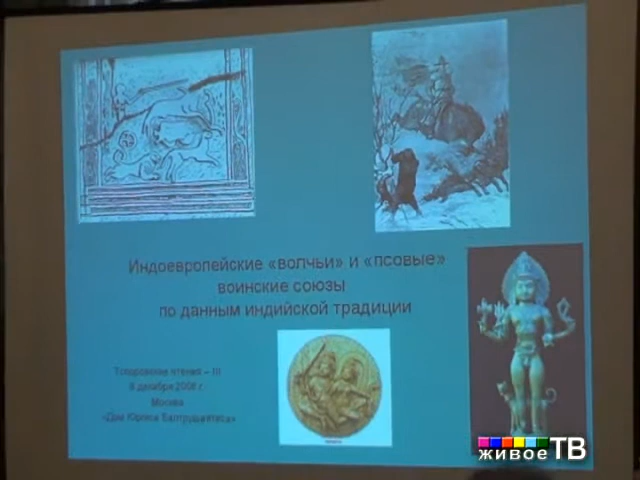 Индоевропейские «волчьи» и «псовые»
воинские союзы
по данным индийской традиции
Топоровские чтения – III
8 декабря 2008 г.
Москва
«Дом Юргиса Балтрушайтиса»
живоеТВ